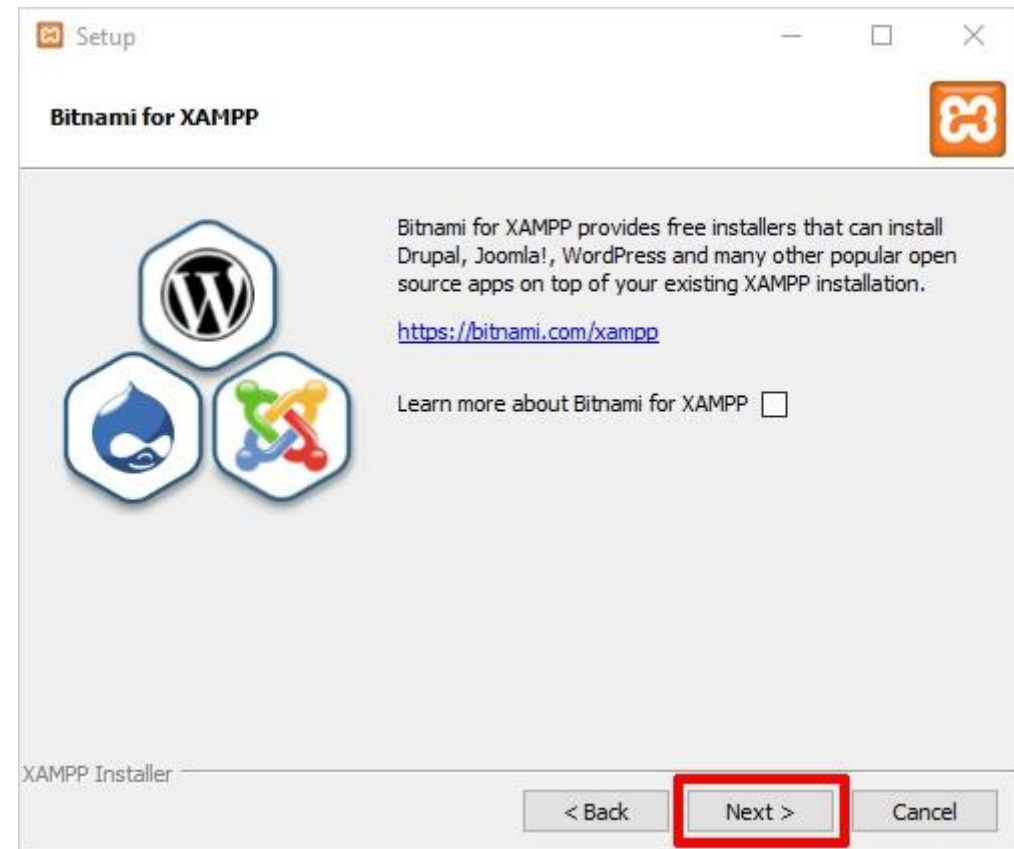 Setup
Bitnami for XAMPP
Bitnami for XAMPP provides free installers that can install
Drupal, Joomla!, WordPress and many other popular open
source apps on top of your existing XAMPP installation.
https://bitnami.com/xampp
Learn more about Bitnami for XAMPP
XAMPP Installer
< Back
Next >
Cancel